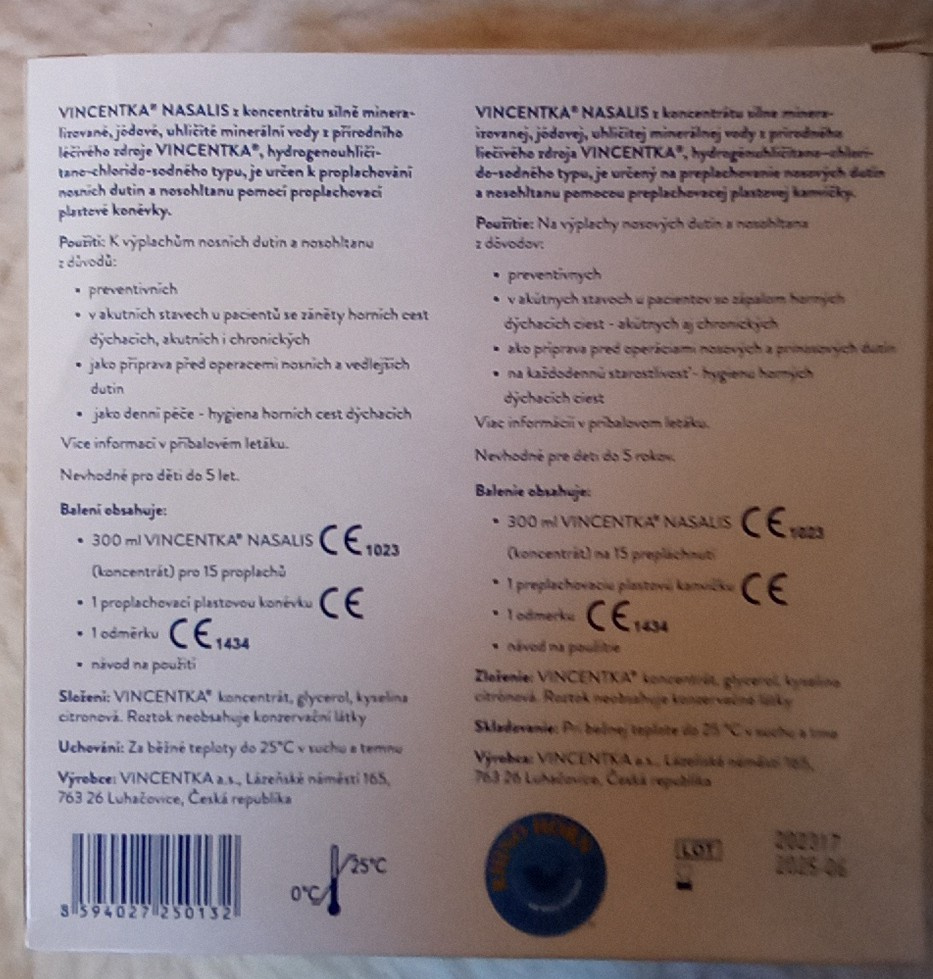 VINCENTKA® NASALIS z koncentrátu silně minera-
lizované, jódové, uhličité minerální vody z přírodního
léčivého zdroje VINCENTKA®, hydrogenuhliči-
tano-chlorido-sodného typu, je určen k proplachování
nosních dutin a nosohltanu pomocí proplachovací
plastové konévky.
Použití: K výplachům nosních dutin a nosohltanu
z důvodů:
• preventivních
• v akutních stavech u pacientů se záněty horních cest
dýchacích, akutních i chronických
• jako příprava před operacemi nosních a vedlejších
dutin
• jako denní péče - hygiena horních cest dýchacích
Více informací v příbalovém letáku.
Nevhodné pro děti do 5 let.
Balení obsahuje:
• 300 ml VINCENTKA® NASALIS CE 1023
(koncentrát) pro 15 proplachů
• 1 proplachovací plastovou konévku CE
• 1 odměrku CE 1434
• návod na použití
Složení: VINCENTKA® koncentrát, glycerol, kyselina
citronová. Roztok neobsahuje konzervační látky
Uchování: Za běžné teploty do 25°C v suchu a temnu
Výrobce: VINCENTKA a.s., Lázeňské náměstí 165,
763 26 Luhačovice, Česká republika
8 594027 250132
0°C 25°C
VINCENTKA® NASALIS z koncentrátu silne minera-
izovanej, jódovej, uhličitej minerálnej vody z prírodného
liečivého zdroja VINCENTKA®, hydrogénuhličitano-chlori-
do-sodného typu, je určený na preplachovanie nosových dutín
a nosohltanu pomocou preplachovacej plastovej kanvičky.
Použitie: Na výplachy nosových dutín a nosohltana
z dôvodov:
• preventívnych
• v akútnych stavoch u pacientov so zápalom horných
dýchacích ciest - akútnych aj chronických
• ako príprava pred operáciami nosových a prinosových dutín
• na každodennú starostlivosť - hygienu horných
dýchacích ciest
Viac informácií v príbalovom letáku.
Nevhodné pre deti do 5 rokov.
Balenie obsahuje:
• 300 ml VINCENTKA® NASALIS CE 1023
(koncentrát) na 15 prepláchnutí
• 1 preplachovaciu plastovú kanvičku CE
• 1 odmerku CE 1434
• návod na použitie
Zloženie: VINCENTKA® koncentrát, glycerol, kyselina
citrónová. Roztok neobsahuje konzervačné látky
Skladovanie: Pri bežnej teplote do 25 °C v suchu a tme
Výrobca: VINCENTKA a.s., Lázeňské náměstí 165,
763 26 Luhačovice, Česká republika
RHINO HORN
LOT
202317
2025-06